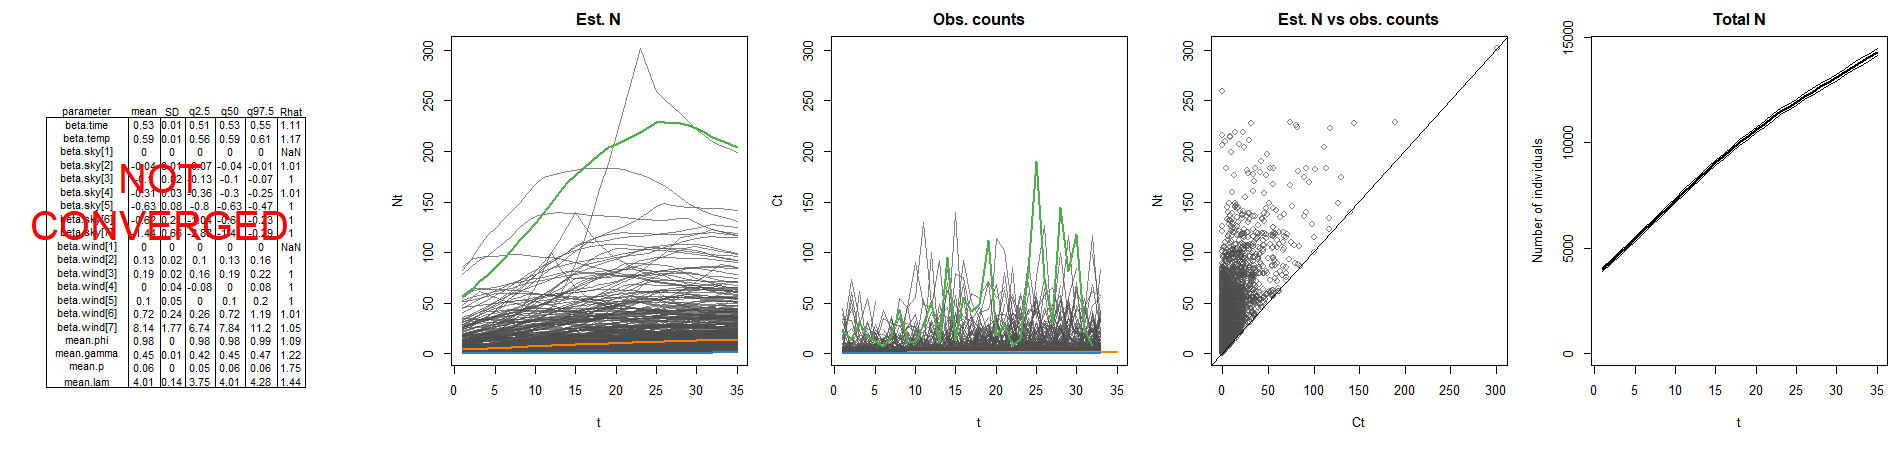 parameter mean SD q2.5 q50 q97.5 Rhat
beta.time 0.53 0.01 0.51 0.53 0.55 1.11
beta.temp 0.59 0.01 0.56 0.59 0.61 1.17
beta.sky[1] 0 0 0 0 0 NaN
beta.sky[2] -0.04 0.01 -0.07 -0.04 -0.01 1.01
beta.sky[3] -0.13 -0.1 -0.07 1
beta.sky[4] -0.31 0.03 -0.36 -0.3 -0.25 1.01
beta.sky[5] -0.63 0.08 -0.8 -0.63 -0.47 1
beta.sky[6] 1
1
NOT
CONVERGED
beta.wind[1] 0 0 0 0 0 NaN
beta.wind[2] 0.13 0.02 0.1 0.13 0.16 1
beta.wind[3] 0.19 0.02 0.16 0.19 0.22 1
beta.wind[4] 0 0.04 -0.08 0 0.08 1
beta.wind[5] 0.1 0.05 0 0.1 0.2 1
beta.wind[6] 0.72 0.24 0.26 0.72 1.19 1.01
beta.wind[7] 8.14 1.77 6.74 7.84 11.2 1.05
mean.phi 0.98 0 0.98 0.98 0.99 1.09
mean.gamma 0.45 0.01 0.42 0.45 0.47 1.22
mean.p 0.06 0 0.05 0.06 0.06 1.75
mean.lam 4.01 0.14 3.75 4.01 4.28 1.44
Est. N
Nt
300
250
200
150
100
50
0
0 5 10 15 20 25 30 35
t
Obs. counts
Ct
300
250
200
150
100
50
0
0 5 10 15 20 25 30 35
t
Est. N vs obs. counts
Nt
300
250
200
150
100
50
0
0 50 100 150 200 250 300
Ct
Total N
Number of individuals
15000
10000
5000
0
0 5 10 15 20 25 30 35
t